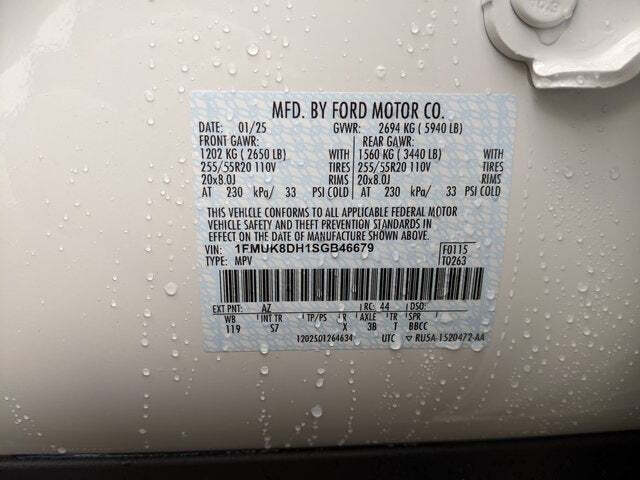 MFD. BY FORD MOTOR CO.
DATE: 01/25 GVWR: 2694 KG ( 5940 LB)
FRONT GAWR: REAR GAWR:
1202 KG ( 2650 LB) WITH 1560 KG ( 3440 LB) WITH
255/55R20 110V TIRES 255/55R20 110V TIRES
20x8.0J RIMS 20x8.0J RIMS
AT 230 kPa/ 33 PSI COLD AT 230 kPa/ 33 PSI COLD
THIS VEHICLE CONFORMS TO ALL APPLICABLE FEDERAL MOTOR
VEHICLE SAFETY AND THEFT PREVENTION STANDARDS IN
EFFECT ON THE DATE OF MANUFACTURE SHOWN ABOVE.
VIN: 1FMUK8DH1SGB46679 F0115
TYPE: MPV T0263
EXT PNT: AZ RC: 44 DSO:
WB INT TR TP/PS R AXLE TR SPR
119 S7 X 3B T BBCC
12025012646​34 UTC ▽ RU5A-1520472-AA